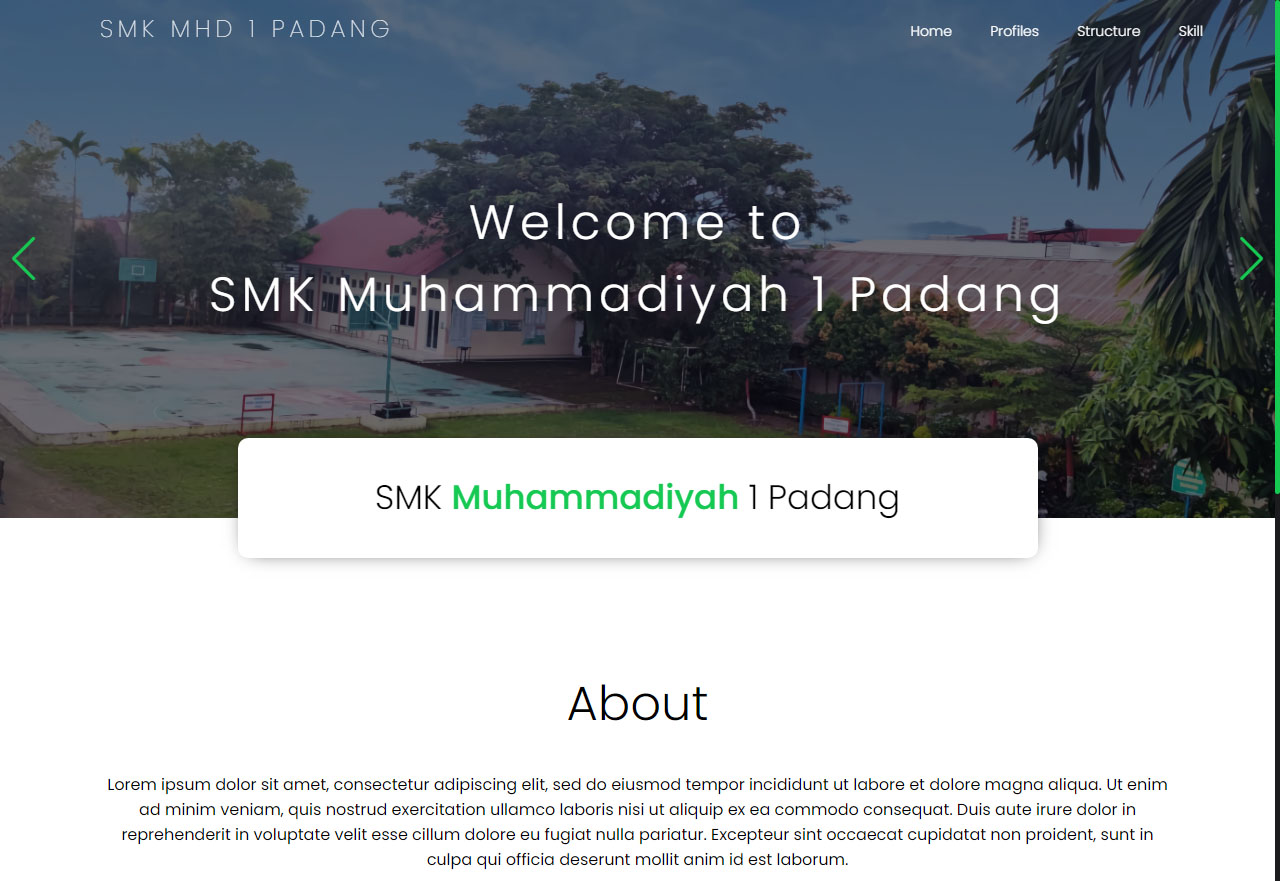 SMK MHD 1 PADANG
Home Profiles Structure Skill
Welcome to
SMK Muhammadiyah 1 Padang
SMK Muhammadiyah 1 Padang
About
Lorem ipsum dolor sit amet, consectetur adipiscing elit, sed do eiusmod tempor incididunt ut labore et dolore magna aliqua. Ut enim
ad minim veniam, quis nostrud exercitation ullamco laboris nisi ut aliquip ex ea commodo consequat. Duis aute irure dolor in
reprehenderit in voluptate velit esse cillum dolore eu fugiat nulla pariatur. Excepteur sint occaecat cupidatat non proident, sunt in
culpa qui officia deserunt mollit anim id est laborum.